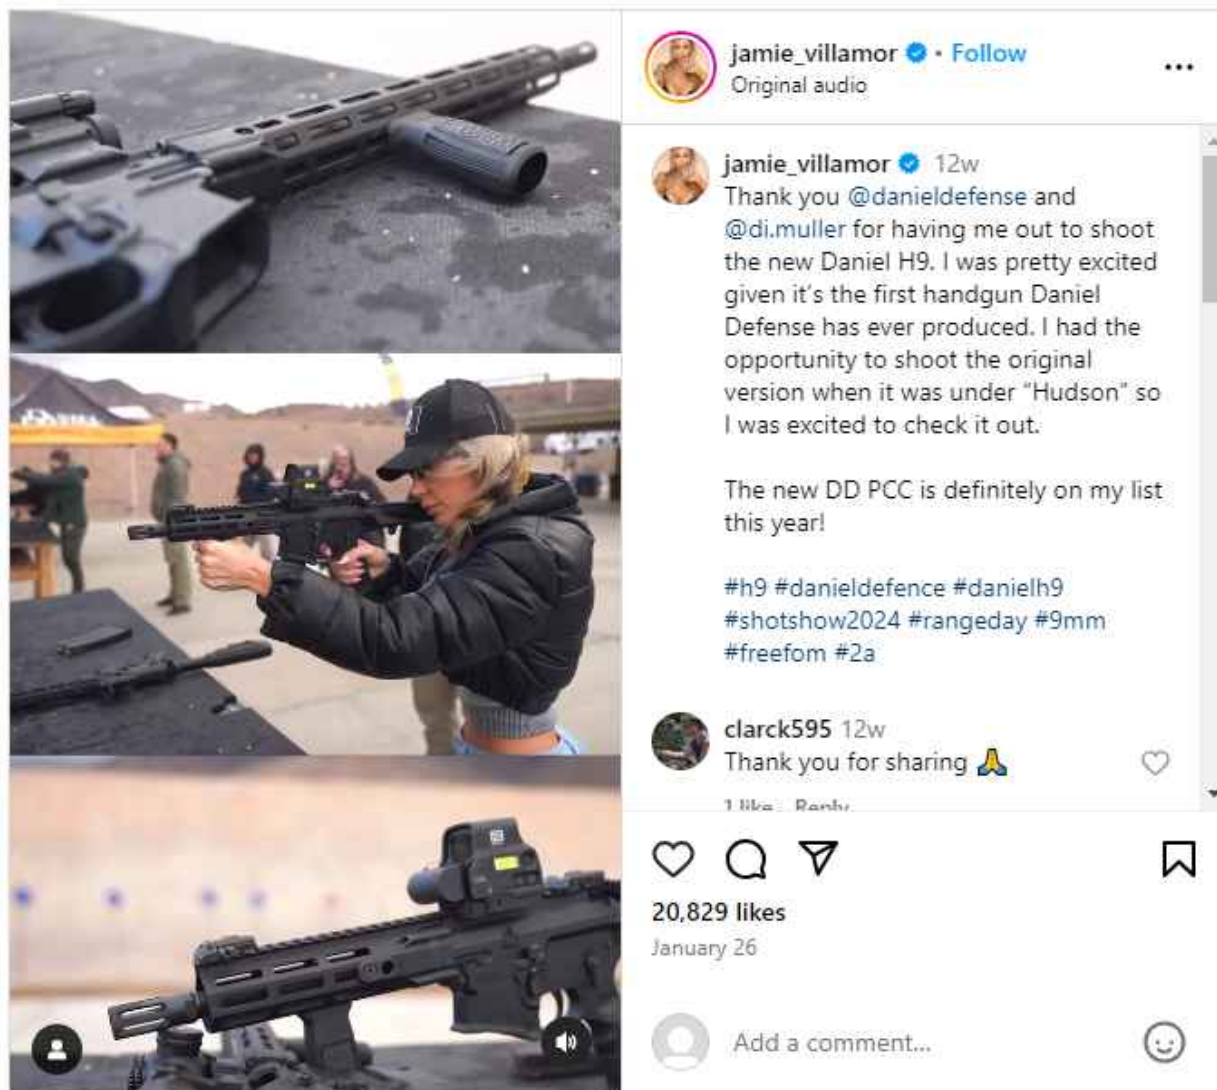 jamie_villamor • Follow
Original audio
jamie_villamor 12w
Thank you @danieldefense and
@di.muller for having me out to shoot
the new Daniel H9. I was pretty excited
given it's the first handgun Daniel
Defense has ever produced. I had the
opportunity to shoot the original
version when it was under “Hudson” so
I was excited to check it out.
The new DD PCC is definitely on my list
this year!
#h9 #danieldefence #danielh9
#shotshow2024 #rangeday #9mm
#freefom #2a
clarck595 12w
Thank you for sharing 🙏
1 like Reply
20,829 likes
January 26
Add a comment...